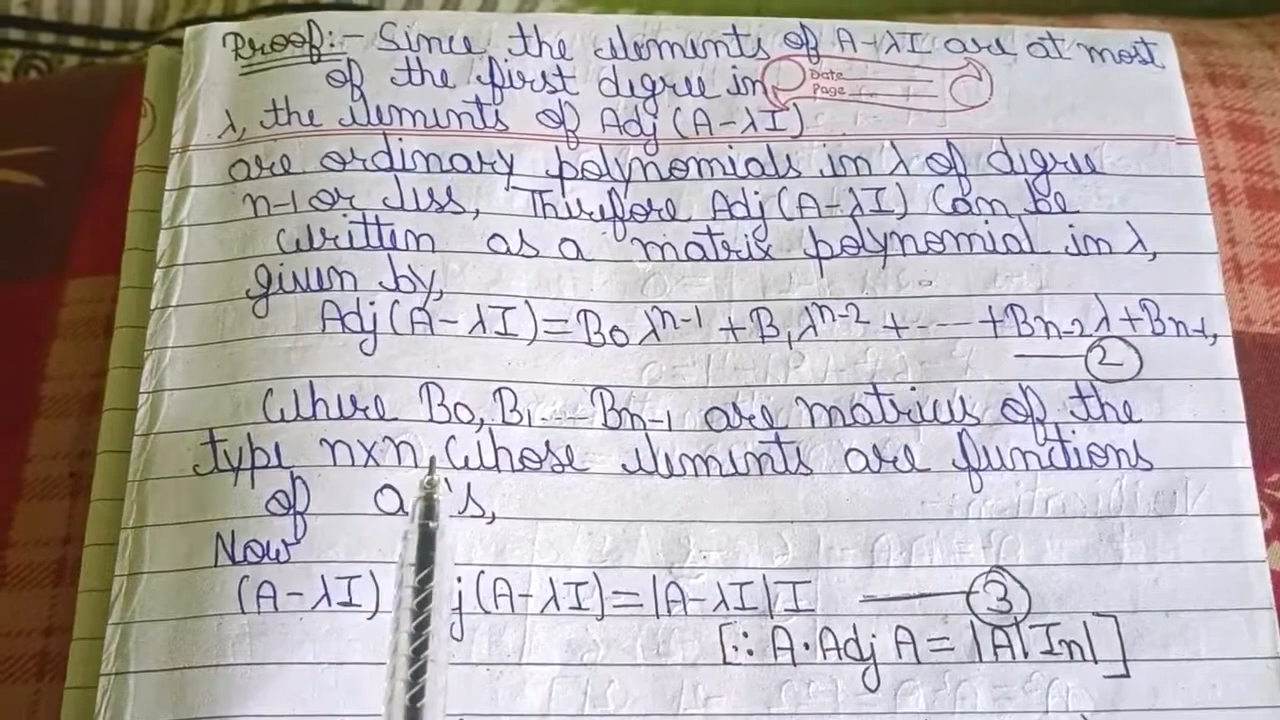 Proof:- Since the elements of A-λI are at most
of the first degree in
Date
Page
λ, the elements of Adj(A-λI)
are ordinary polynomials in λ of degree
n-1 or less, Therefore Adj(A-λI) Can be
written as a matrix polynomial in λ,
given by,
Adj(A-λI)=B₀λⁿ⁻¹+B₁λⁿ⁻²+----+Bn-2λ+Bn-1,
—②
Where B₀,B₁---Bn-1 are matrices of the
type n×n, Whose elements are functions
of a 's,
Now
(A-λI) j(A-λI)=|A-λI|I —③
[∵ A·Adj A=|A|In|]